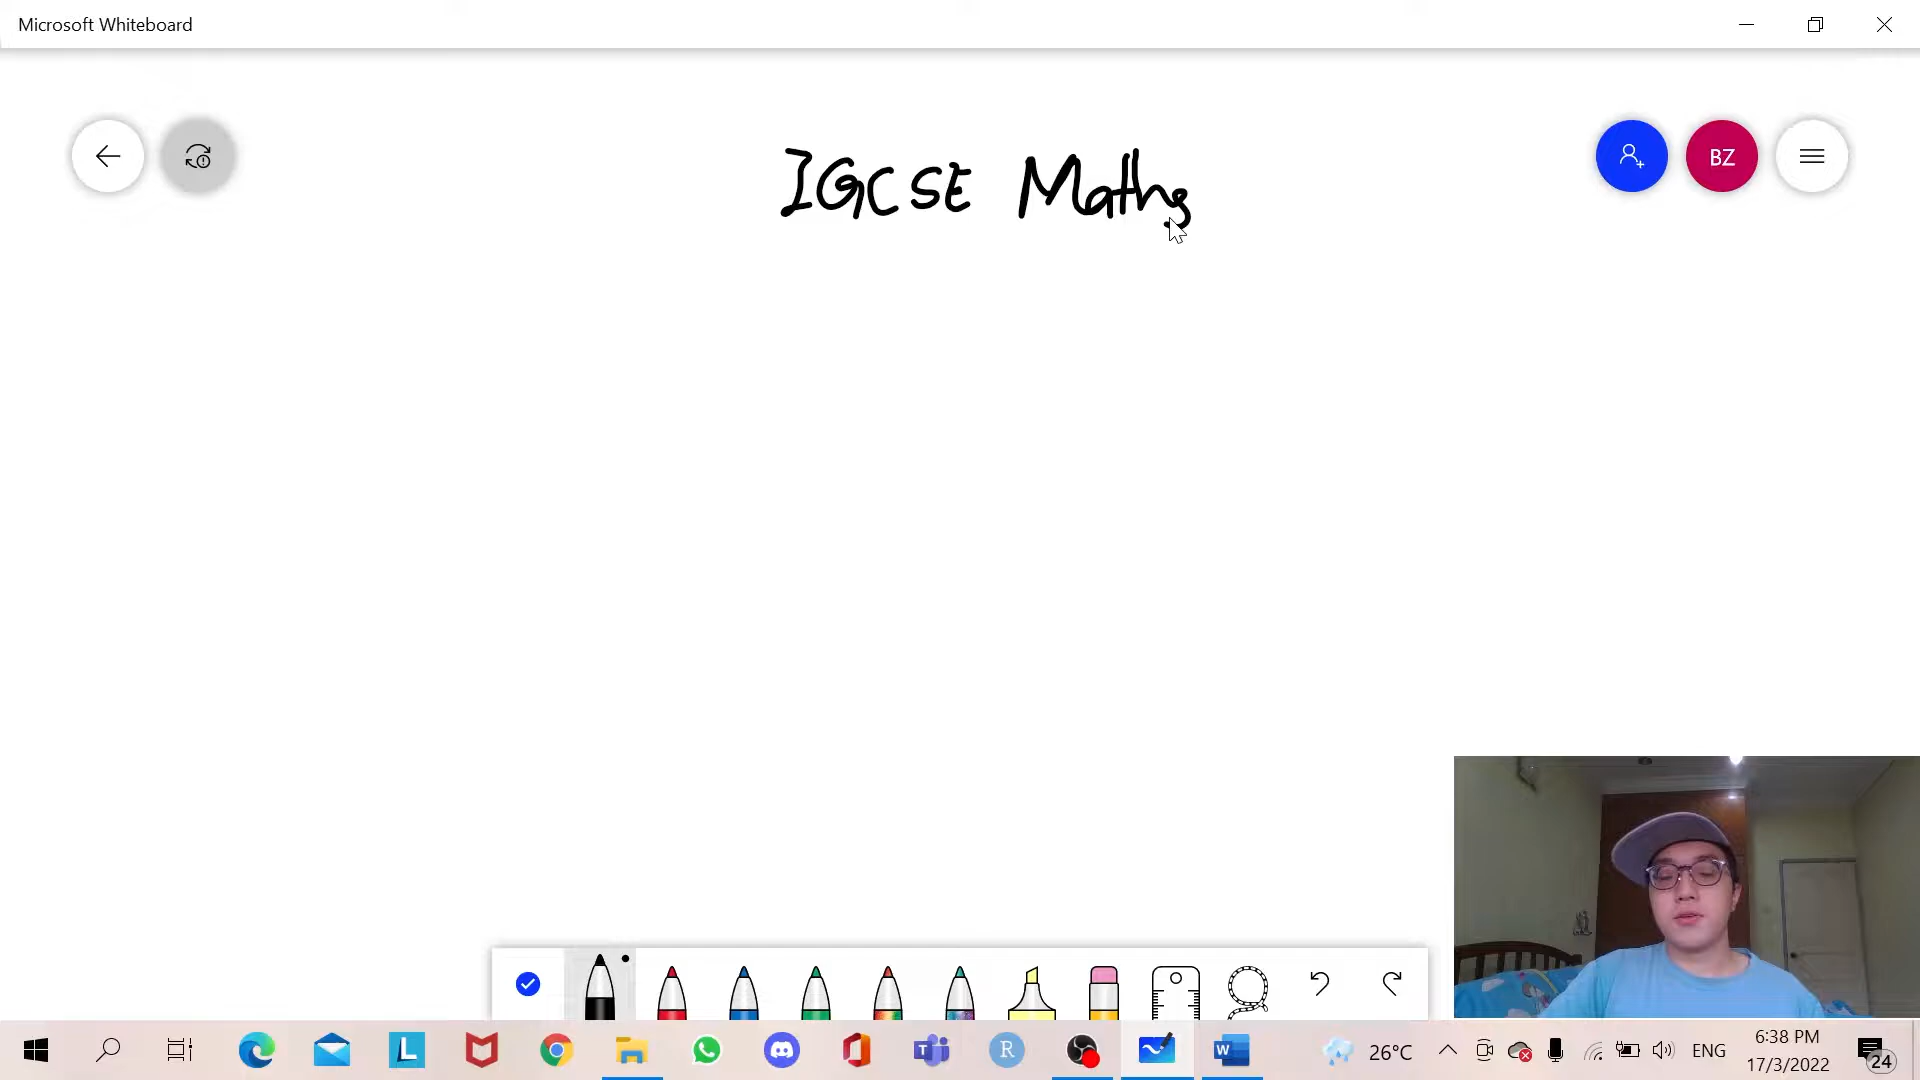 Microsoft Whiteboard
IGCSE Maths
BZ
L
T
R
W
26°C
ENG
6:38 PM
17/3/2022
24